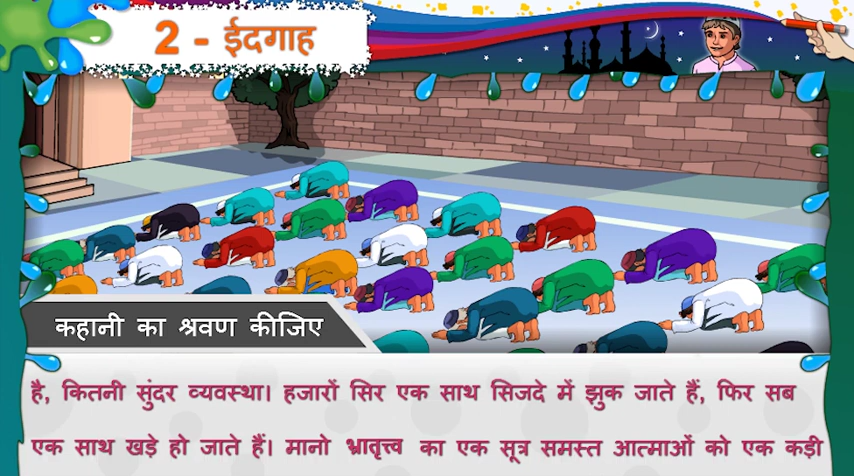 2 - ईदगाह
कहानी का श्रवण कीजिए
है, कितनी सुंदर व्यवस्था। हजारों सिर एक साथ सिजदे में झुक जाते हैं, फिर सब
एक साथ खड़े हो जाते हैं। मानो भ्रातृत्त्व का एक सूत्र समस्त आत्माओं को एक कड़ी